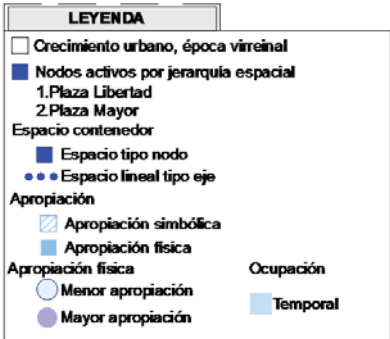 LEYENDA
Crecimiento urbano, época virreinal
Nodos activos por jerarquía espacial
1.Plaza Libertad
2.Plaza Mayor
Espacio contenedor
Espacio tipo nodo
Espacio lineal tipo eje
Apropiación
Apropiación simbólica
Apropiación física
Apropiación física Ocupación
Menor apropiación
Temporal
Mayor apropiación